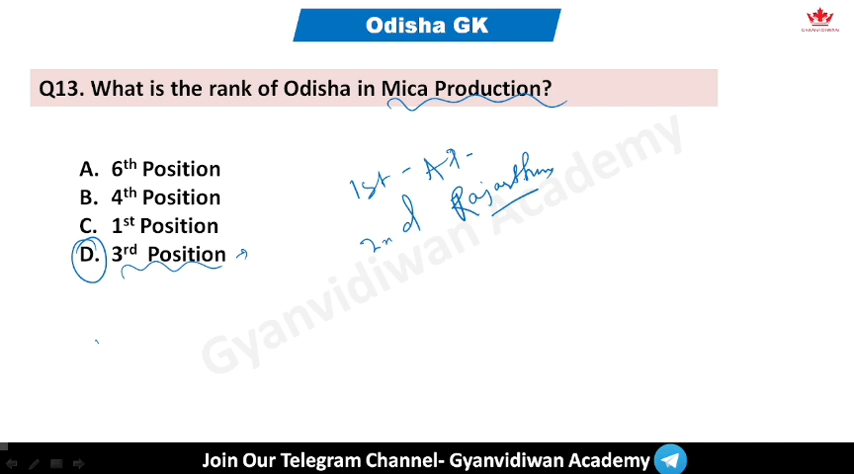 Odisha GK
GYANVIDIWAN
Q13. What is the rank of Odisha in Mica Production?
A. 6th Position
B. 4th Position
C. 1st Position
D. 3rd Position
1st -
2nd Rajasthan
Gyanvidiwan Academy
Join Our Telegram Channel- Gyanvidiwan Academy